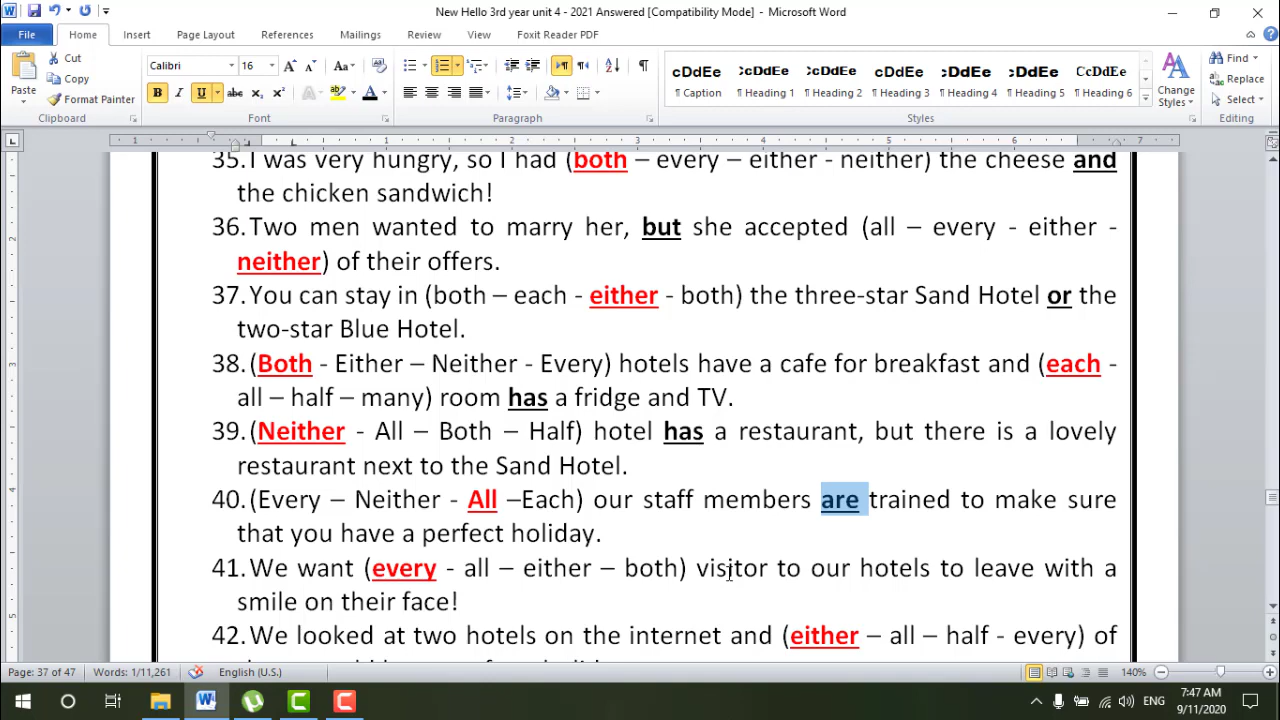 New Hello 3rd year unit 4 - 2021 Answered [Compatibility Mode] - Microsoft Word
File Home Insert Page Layout References Mailings Review View Foxit Reader PDF
Paste Cut Copy Format Painter
Calibri 16
Clipboard Font Paragraph Styles Editing
cDdEe :cDdEe :cDdEe cDdEe cDdEe cDdEe CcDdEe
¶ Caption ¶ Heading 1 ¶ Heading 2 ¶ Heading 3 ¶ Heading 4 ¶ Heading 5 ¶ Heading 6
Change Styles
Find Replace Select
35.I was very hungry, so I had (both – every – either - neither) the cheese and
the chicken sandwich!
36.Two men wanted to marry her, but she accepted (all – every - either -
neither) of their offers.
37.You can stay in (both – each - either - both) the three-star Sand Hotel or the
two-star Blue Hotel.
38.(Both - Either – Neither - Every) hotels have a cafe for breakfast and (each -
all – half – many) room has a fridge and TV.
39.(Neither - All – Both – Half) hotel has a restaurant, but there is a lovely
restaurant next to the Sand Hotel.
40.(Every – Neither - All –Each) our staff members are trained to make sure
that you have a perfect holiday.
41.We want (every - all – either – both) visitor to our hotels to leave with a
smile on their face!
42.We looked at two hotels on the internet and (either – all – half - every) of
Page: 37 of 47 Words: 1/11,261 English (U.S.) 140%
ENG 7:47 AM
9/11/2020